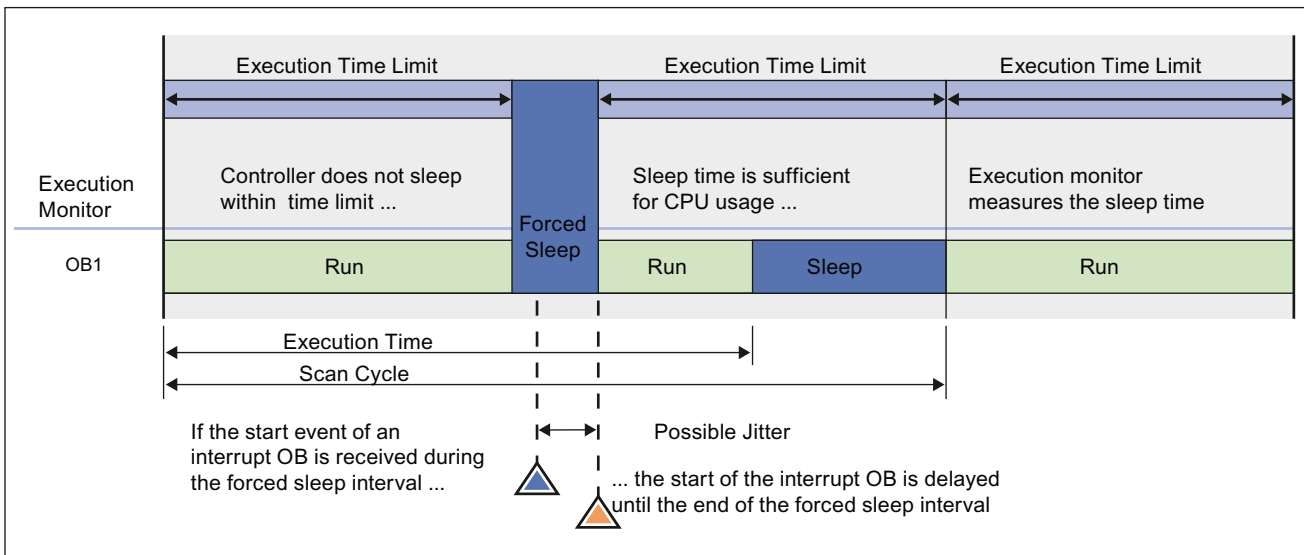 Execution Time Limit
Execution Time Limit
Execution Time Limit
Execution
Monitor
Controller does not sleep
within time limit ...
Sleep time is sufficient
for CPU usage ...
Execution monitor
measures the sleep time
Forced
Sleep
OB1
Run
Run
Sleep
Run
Execution Time
Scan Cycle
If the start event of an
interrupt OB is received during
the forced sleep interval ...
Possible Jitter
... the start of the interrupt OB is delayed
until the end of the forced sleep interval